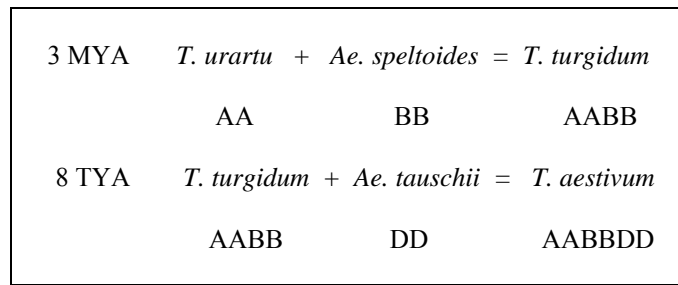 3 MYA T. urartu + Ae. speltoides = T. turgidum
AA BB AABB
8 TYA T. turgidum + Ae. tauschii = T. aestivum
AABB DD AABBDD